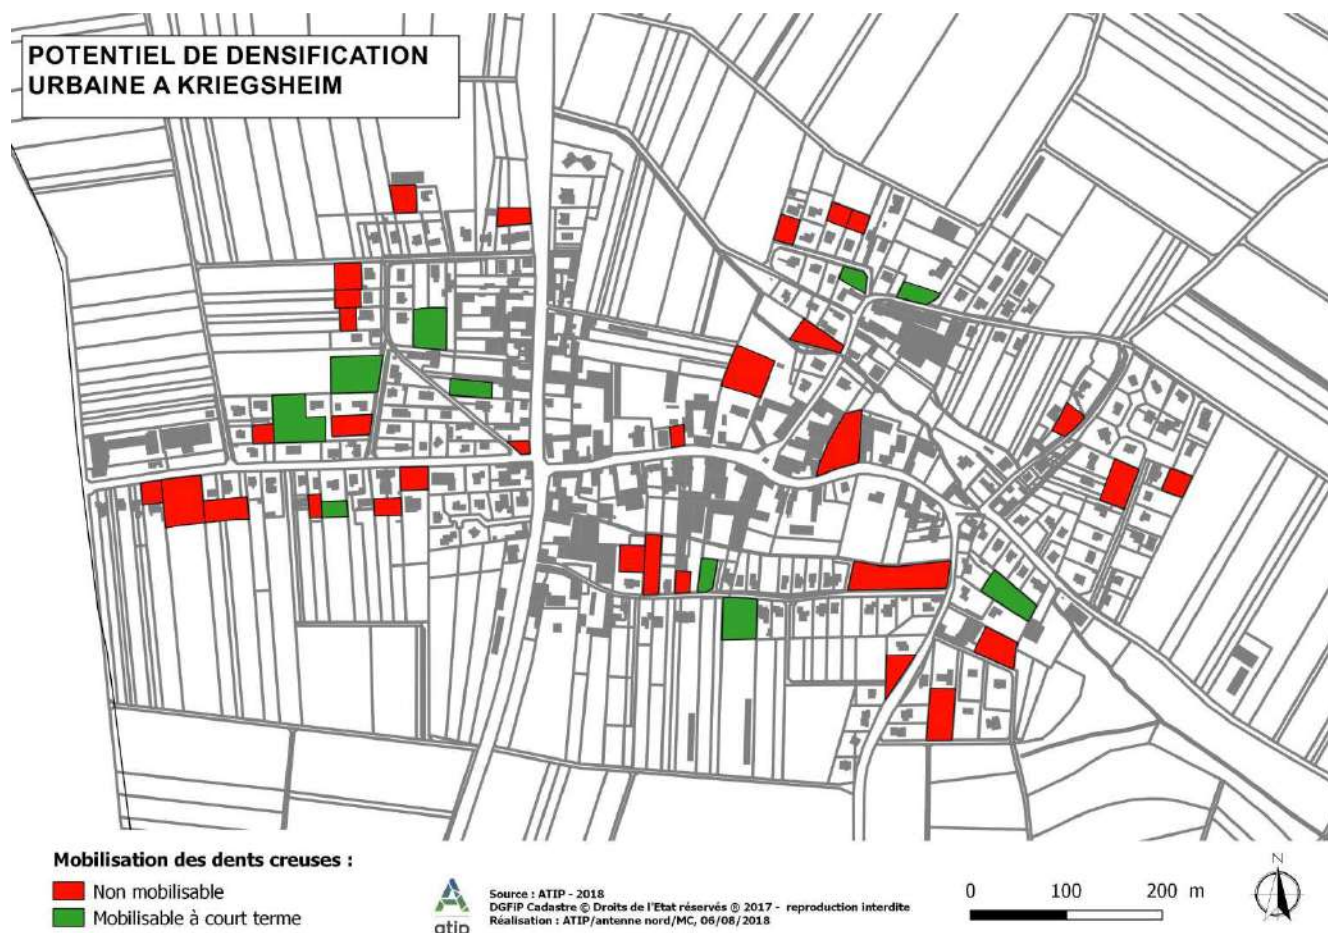 POTENTIEL DE DENSIFICATION
URBAINE A KRIEGSHEIM
Mobilisation des dents creuses :
Non mobilisable
Mobilisable à court terme
atip
Source : ATIP - 2018
DGFiP Cadastre © Droits de l'Etat réservés ® 2017 - reproduction interdite
Réalisation : ATIP/antenne nord/MC, 06/08/2018
0 100 200 m
N